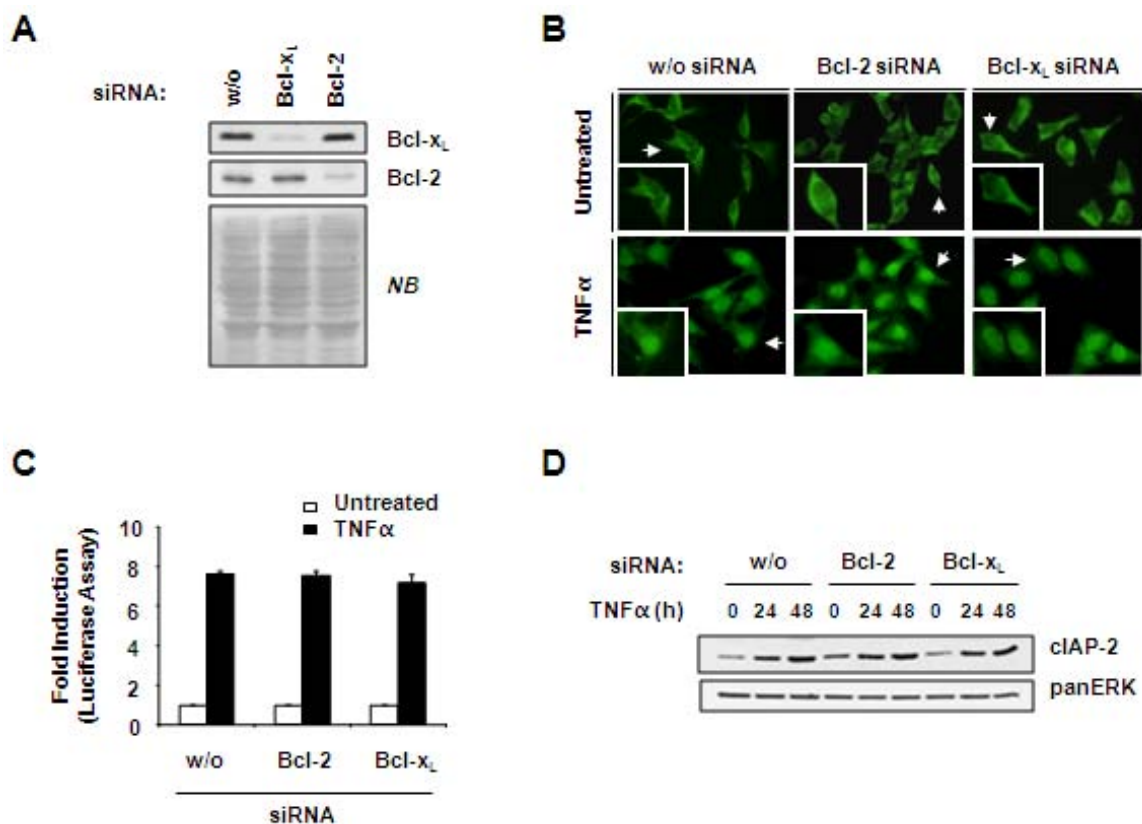 A
siRNA:
w/o
Bcl-xL
Bcl-2
Bcl-xL
Bcl-2
NB
B
w/o siRNA
Bcl-2 siRNA
Bcl-xL siRNA
Untreated
TNFα
C
Untreated
TNFα
Fold Induction
(Luciferase Assay)
10
8
6
4
2
0
w/o
Bcl-2
Bcl-xL
siRNA
D
siRNA:
w/o
Bcl-2
Bcl-xL
TNFα (h)
0 24 48 0 24 48 0 24 48
cIAP-2
panERK